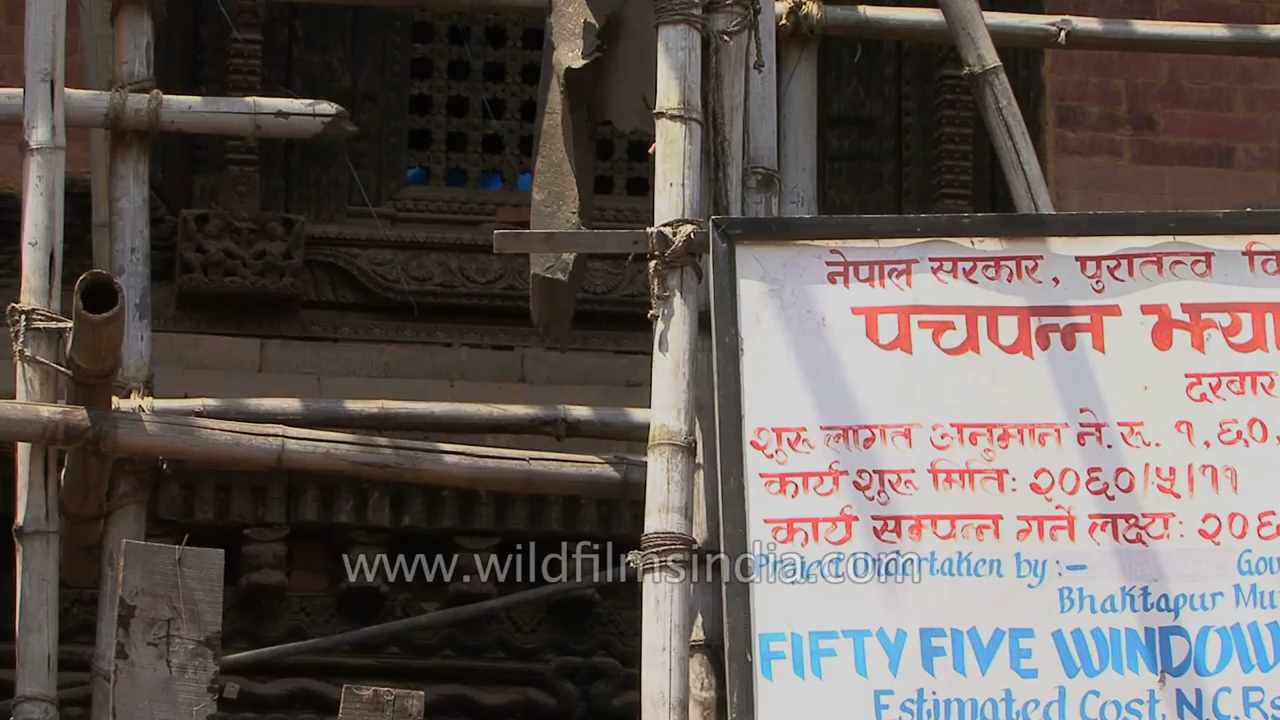 नेपाल सरकार, पुरातत्व वि
पचपन्न झ्या
दरबार
शुरू लागत अनुमान ने. रू. १,६०,
कार्य शुरू मितिः २०६०/५/११
कार्य सम्पन्न गर्ने लक्ष्यः २०६
Project Undertaken by :- Gov
Bhaktapur Mu
FIFTY FIVE WINDOW
Estimated Cost, N.C.Rs
www.wildfilmsindia.com